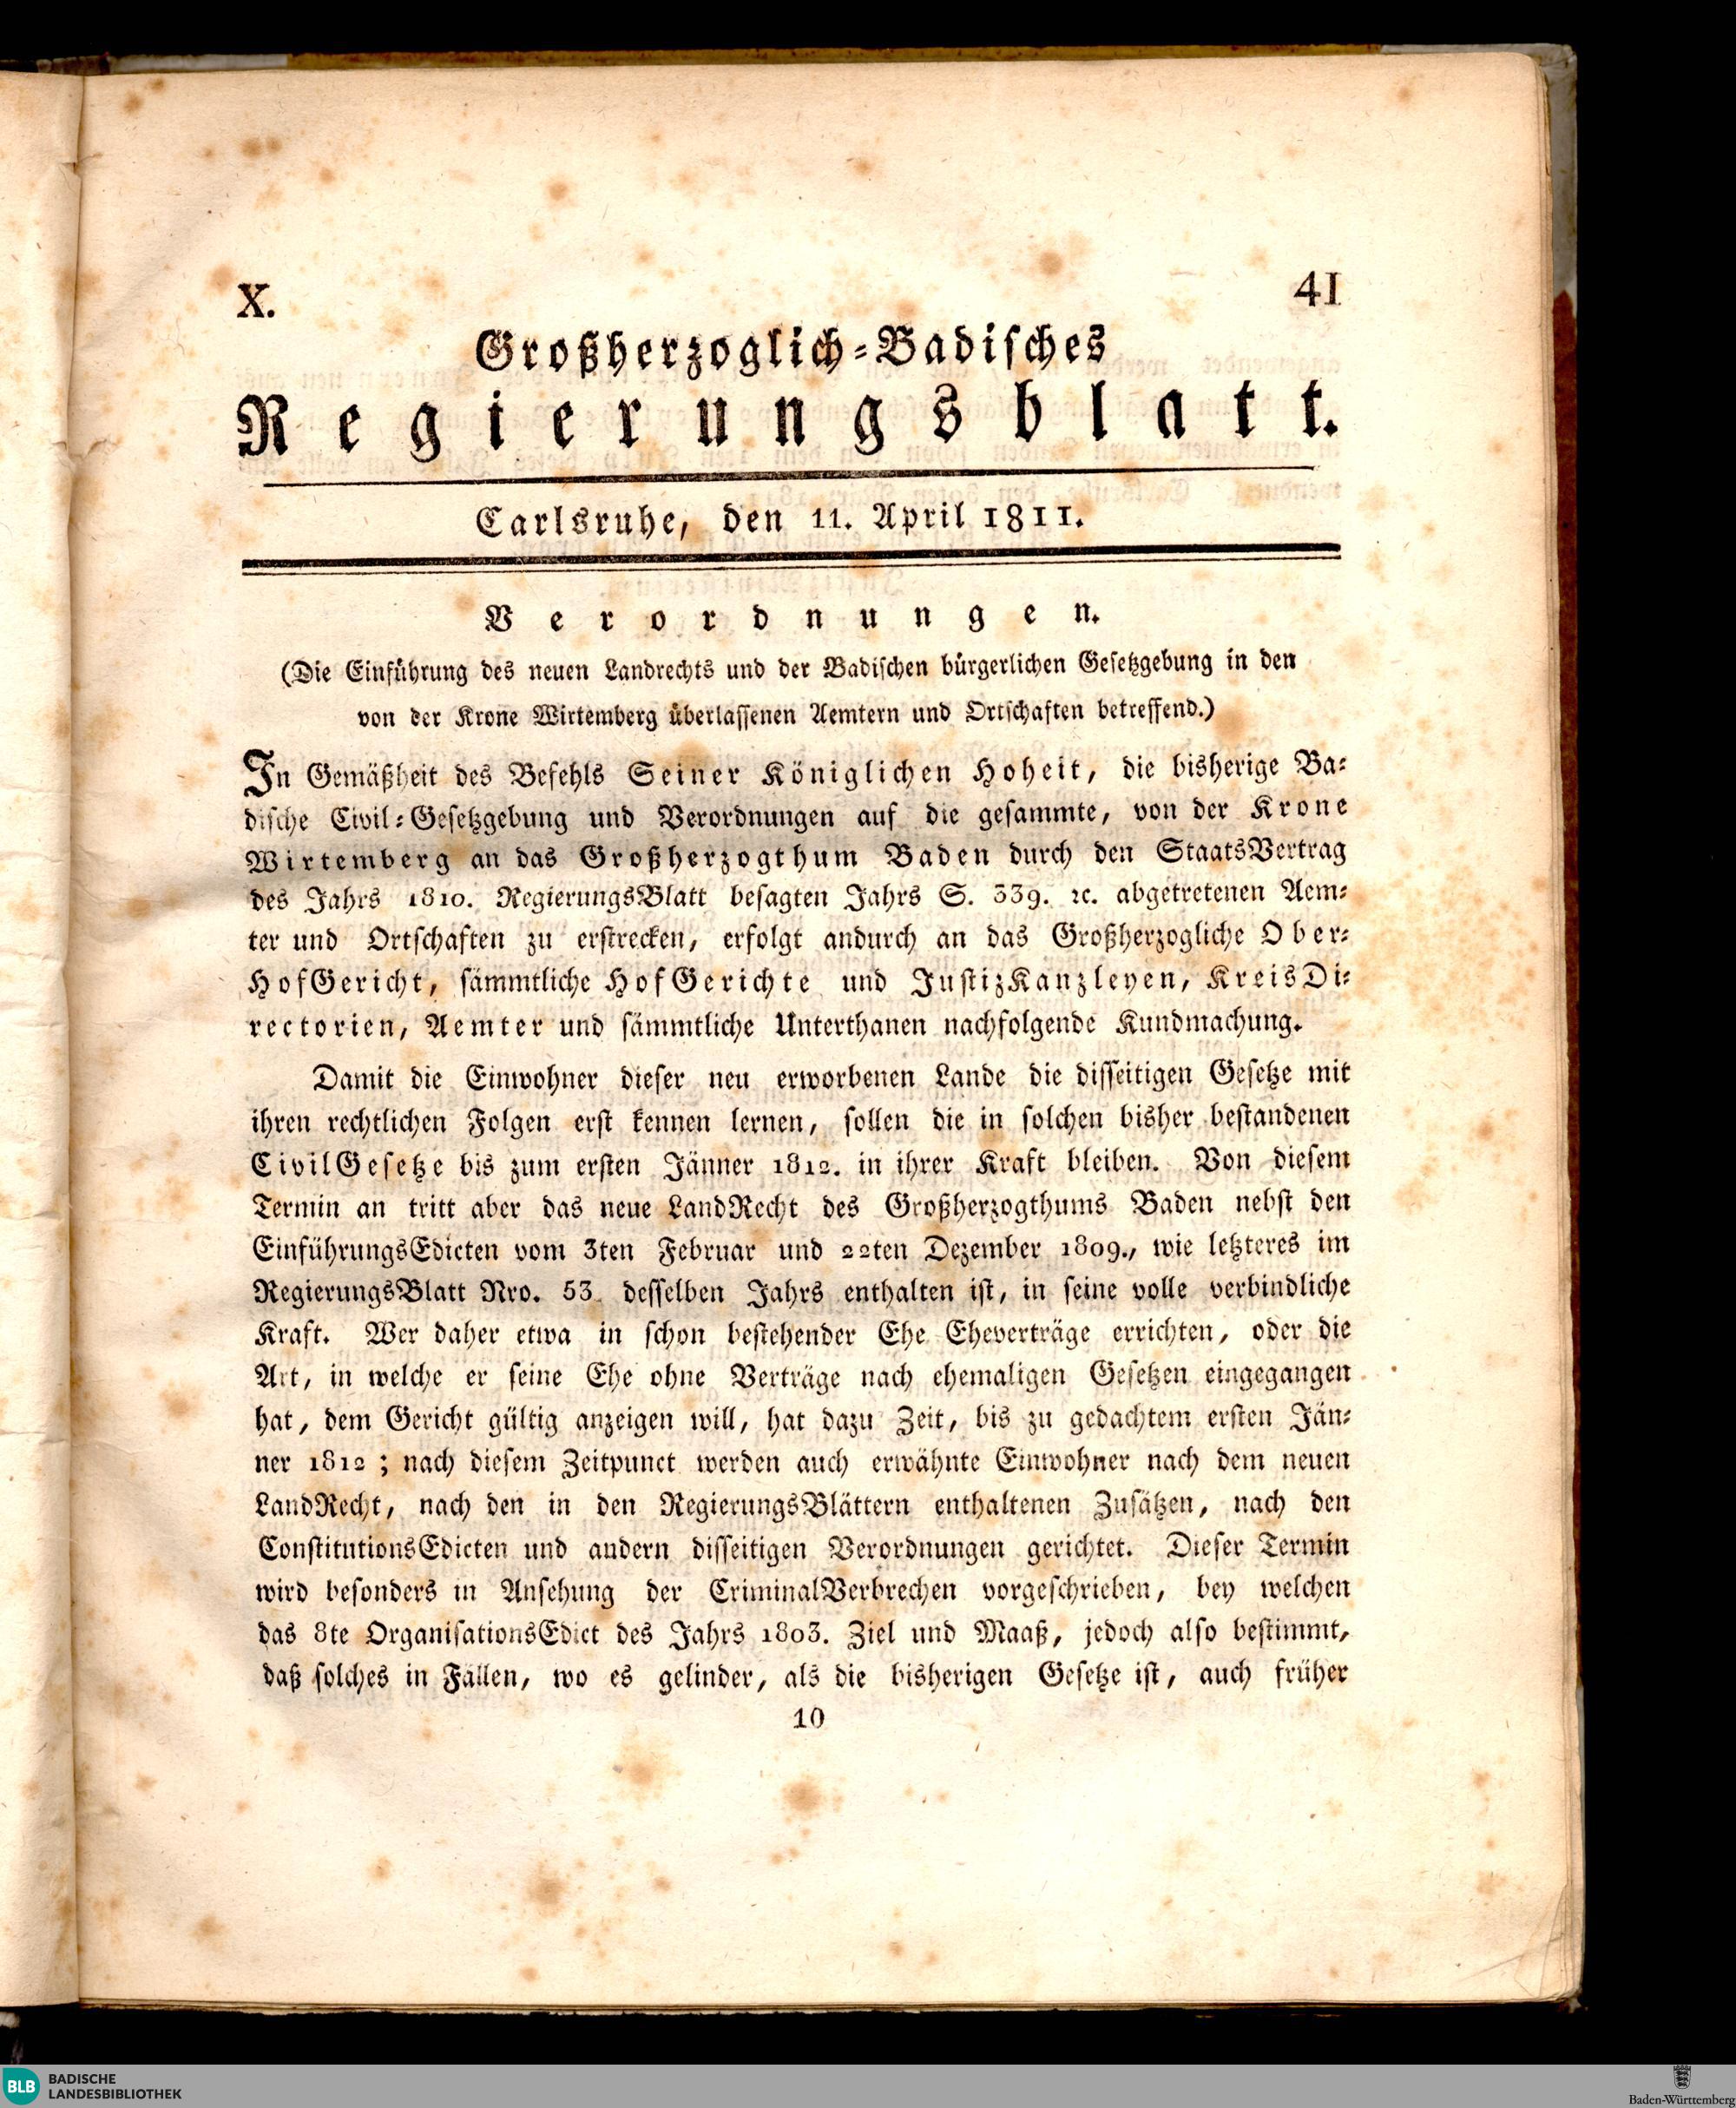 X.
41
Großherzoglich-Badisches
Regierungsblatt.
Carlsruhe, den 11. April 1811.
Verordnungen.
(Die Einführung des neuen Landrechts und der Badischen bürgerlichen Gesetzgebung in den
von der Krone Wirtemberg überlassenen Aemtern und Ortschaften betreffend.)
In Gemäßheit des Befehls Seiner Königlichen Hoheit, die bisherige Ba-
dische Civil-Gesetzgebung und Verordnungen auf die gesammte, von der Krone
Wirtemberg an das Großherzogthum Baden durch den StaatsVertrag
des Jahrs 1810. RegierungsBlatt besagten Jahrs S. 339. ꝛc. abgetretenen Aem-
ter und Ortschaften zu erstrecken, erfolgt andurch an das Großherzogliche Ober-
HofGericht, sämmtliche HofGerichte und JustizKanzleyen, KreisDi-
rectorien, Aemter und sämmtliche Unterthanen nachfolgende Kundmachung.
Damit die Einwohner dieser neu erworbenen Lande die disseitigen Gesetze mit
ihren rechtlichen Folgen erst kennen lernen, sollen die in solchen bisher bestandenen
CivilGesetze bis zum ersten Jänner 1812. in ihrer Kraft bleiben. Von diesem
Termin an tritt aber das neue LandRecht des Großherzogthums Baden nebst den
EinführungsEdicten vom 3ten Februar und 22ten Dezember 1809., wie letzteres im
RegierungsBlatt Nro. 53 desselben Jahrs enthalten ist, in seine volle verbindliche
Kraft. Wer daher etwa in schon bestehender Ehe Eheverträge errichten, oder die
Art, in welche er seine Ehe ohne Verträge nach ehemaligen Gesetzen eingegangen
hat, dem Gericht gültig anzeigen will, hat dazu Zeit, bis zu gedachtem ersten Jän-
ner 1812; nach diesem Zeitpunct werden auch erwähnte Einwohner nach dem neuen
LandRecht, nach den in den RegierungsBlättern enthaltenen Zusätzen, nach den
ConstitutionsEdicten und andern disseitigen Verordnungen gerichtet. Dieser Termin
wird besonders in Ansehung der CriminalVerbrechen vorgeschrieben, bey welchen
das 8te OrganisationsEdict des Jahrs 1803. Ziel und Maaß, jedoch also bestimmt,
daß solches in Fällen, wo es gelinder, als die bisherigen Gesetze ist, auch früher
10
BLB BADISCHE
LANDESBIBLIOTHEK
Baden-Württemberg